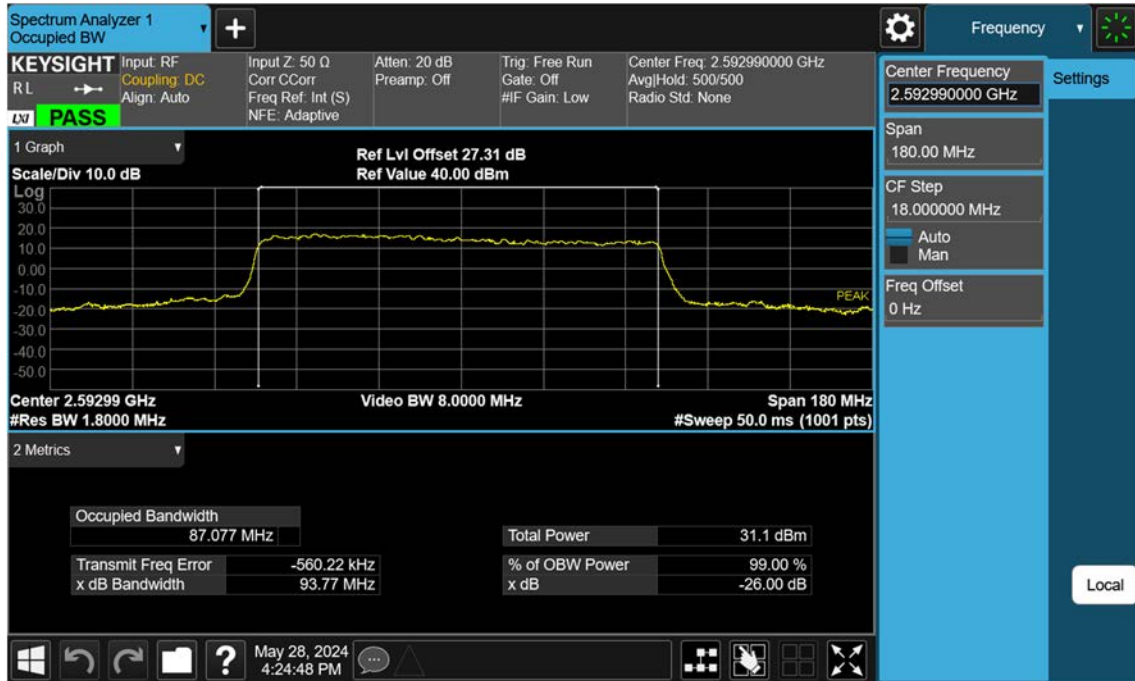 Spectrum Analyzer 1
Occupied BW
Frequency
KEYSIGHT
R L
LXI
PASS
Input: RF
Coupling: DC
Align: Auto
Input Z: 50 Ω
Corr CCorr
Freq Ref: Int (S)
NFE: Adaptive
Atten: 20 dB
Preamp: Off
Trig: Free Run
Gate: Off
#IF Gain: Low
Center Freq: 2.592990000 GHz
Avg|Hold: 500/500
Radio Std: None
Center Frequency
2.592990000 GHz
Settings
Span
180.00 MHz
CF Step
18.000000 MHz
Auto
Man
Freq Offset
0 Hz
Local
1 Graph
Scale/Div 10.0 dB
Ref Lvl Offset 27.31 dB
Ref Value 40.00 dBm
Log
30.0
20.0
10.0
0.00
-10.0
-20.0
-30.0
-40.0
-50.0
PEAK
Center 2.59299 GHz
#Res BW 1.8000 MHz
Video BW 8.0000 MHz
Span 180 MHz
#Sweep 50.0 ms (1001 pts)
2 Metrics
Occupied Bandwidth
87.077 MHz
Total Power 31.1 dBm
Transmit Freq Error -560.22 kHz
% of OBW Power 99.00 %
x dB Bandwidth 93.77 MHz
x dB -26.00 dB
?
May 28, 2024
4:24:48 PM